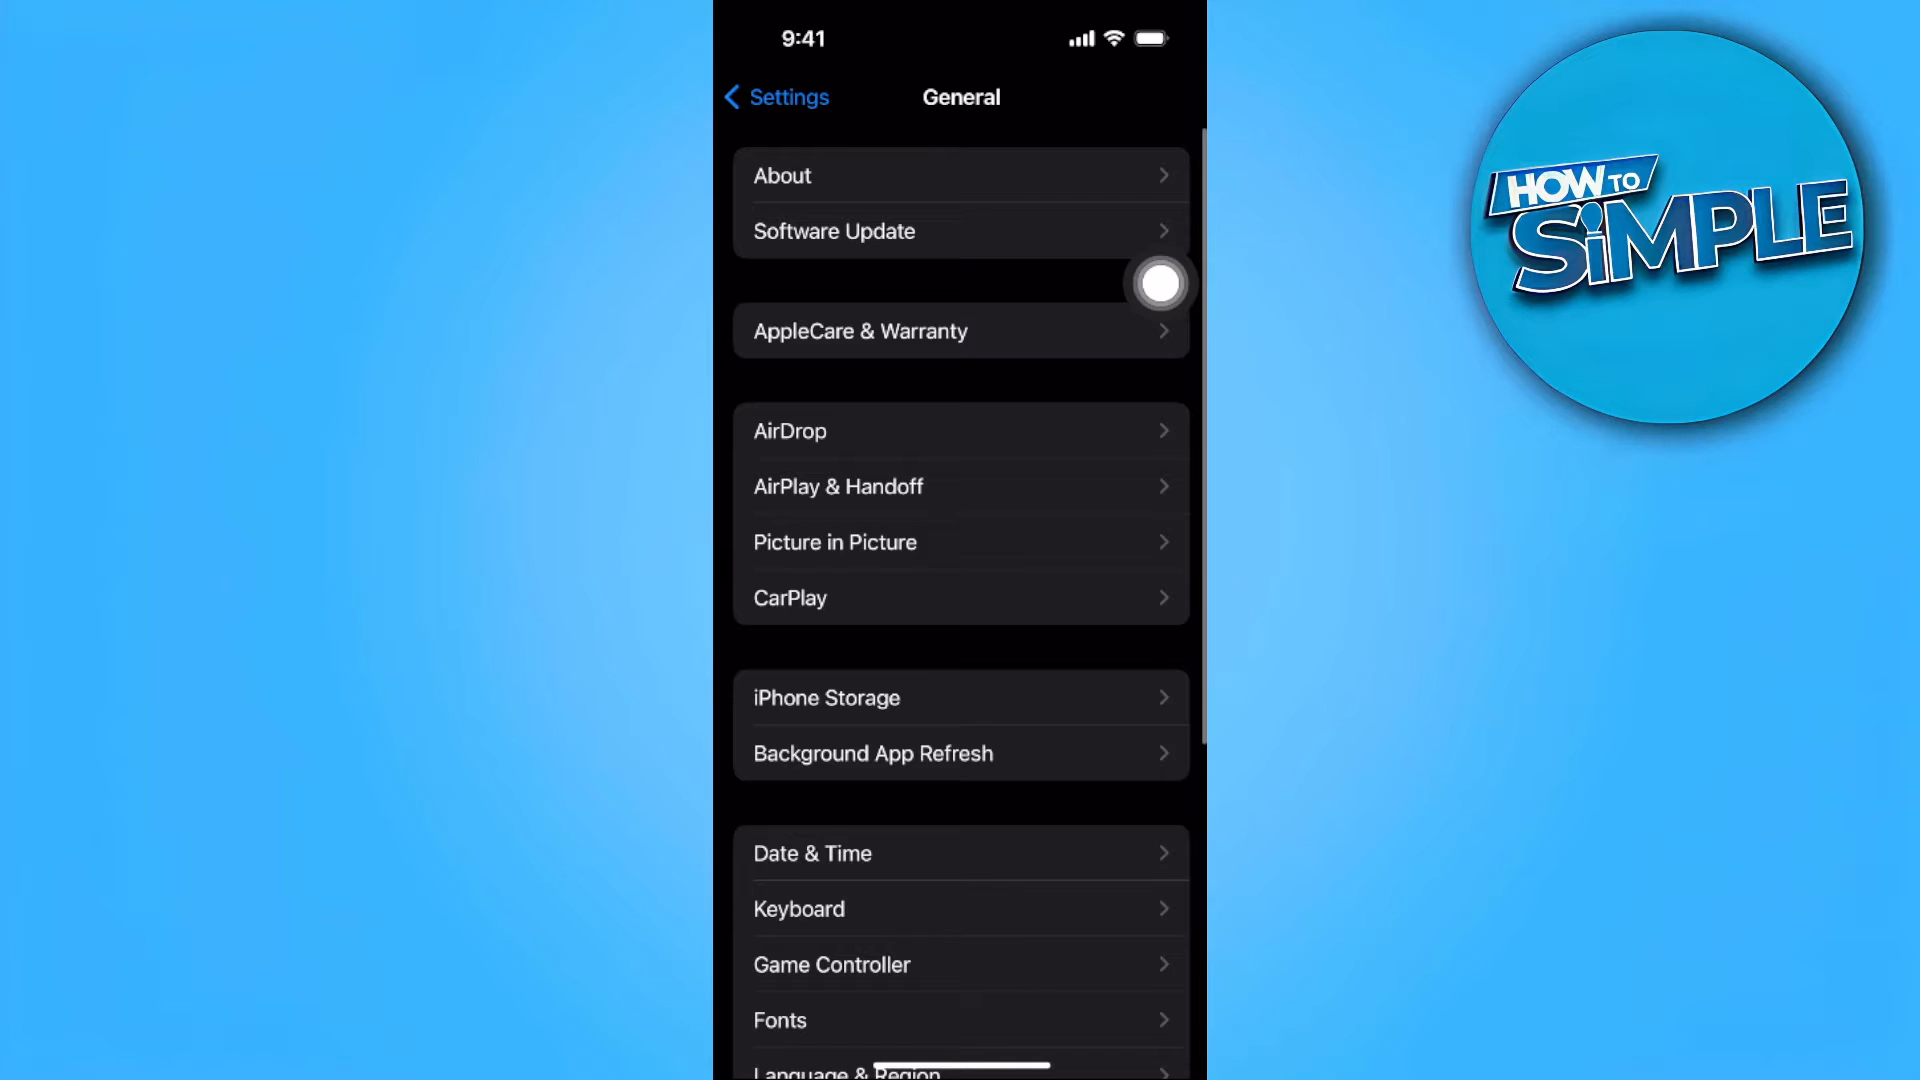 9:41
Settings
General
About
Software Update
AppleCare & Warranty
AirDrop
AirPlay & Handoff
Picture in Picture
CarPlay
iPhone Storage
Background App Refresh
Date & Time
Keyboard
Game Controller
Fonts
Language & Region
HOW TO
SiMPLE